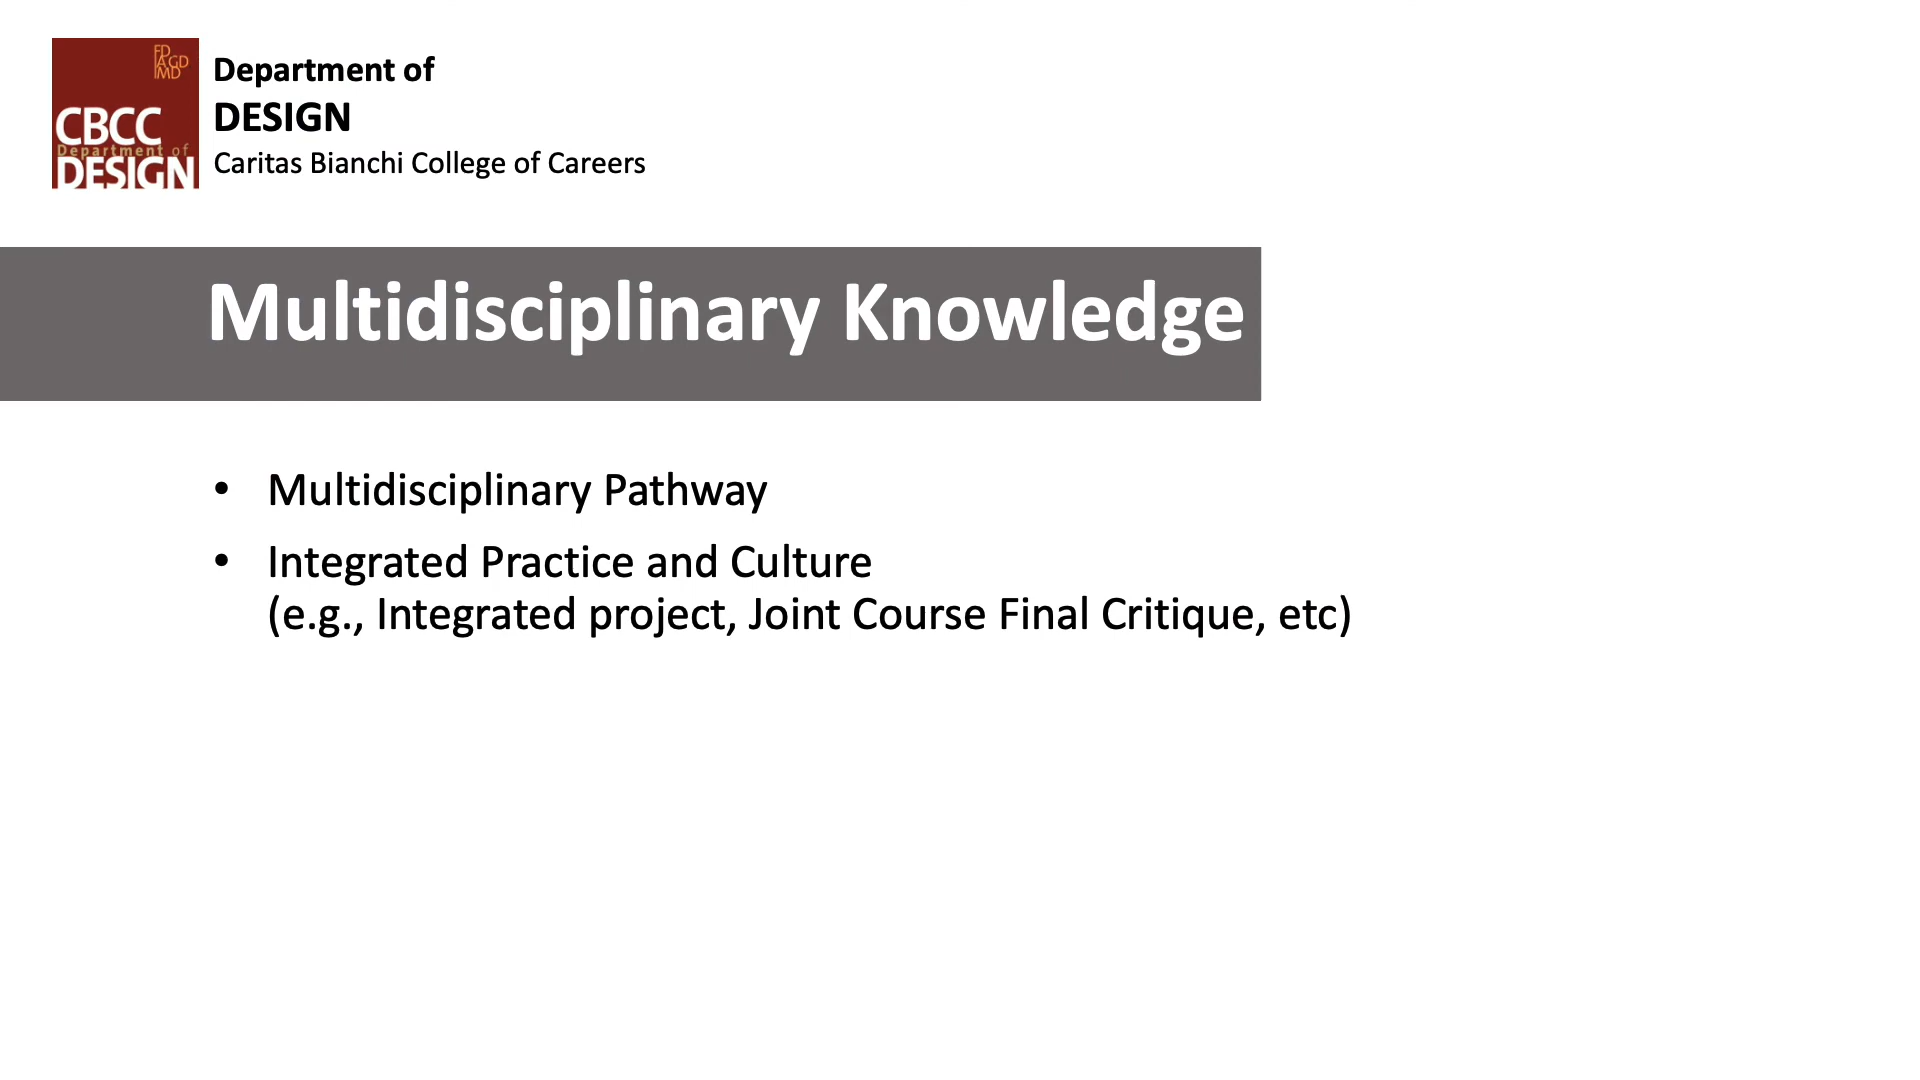 FD
AGD
IMD
CBCC
Department of
DESIGN
Department of
DESIGN
Caritas Bianchi College of Careers
Multidisciplinary Knowledge
• Multidisciplinary Pathway
• Integrated Practice and Culture
(e.g., Integrated project, Joint Course Final Critique, etc)